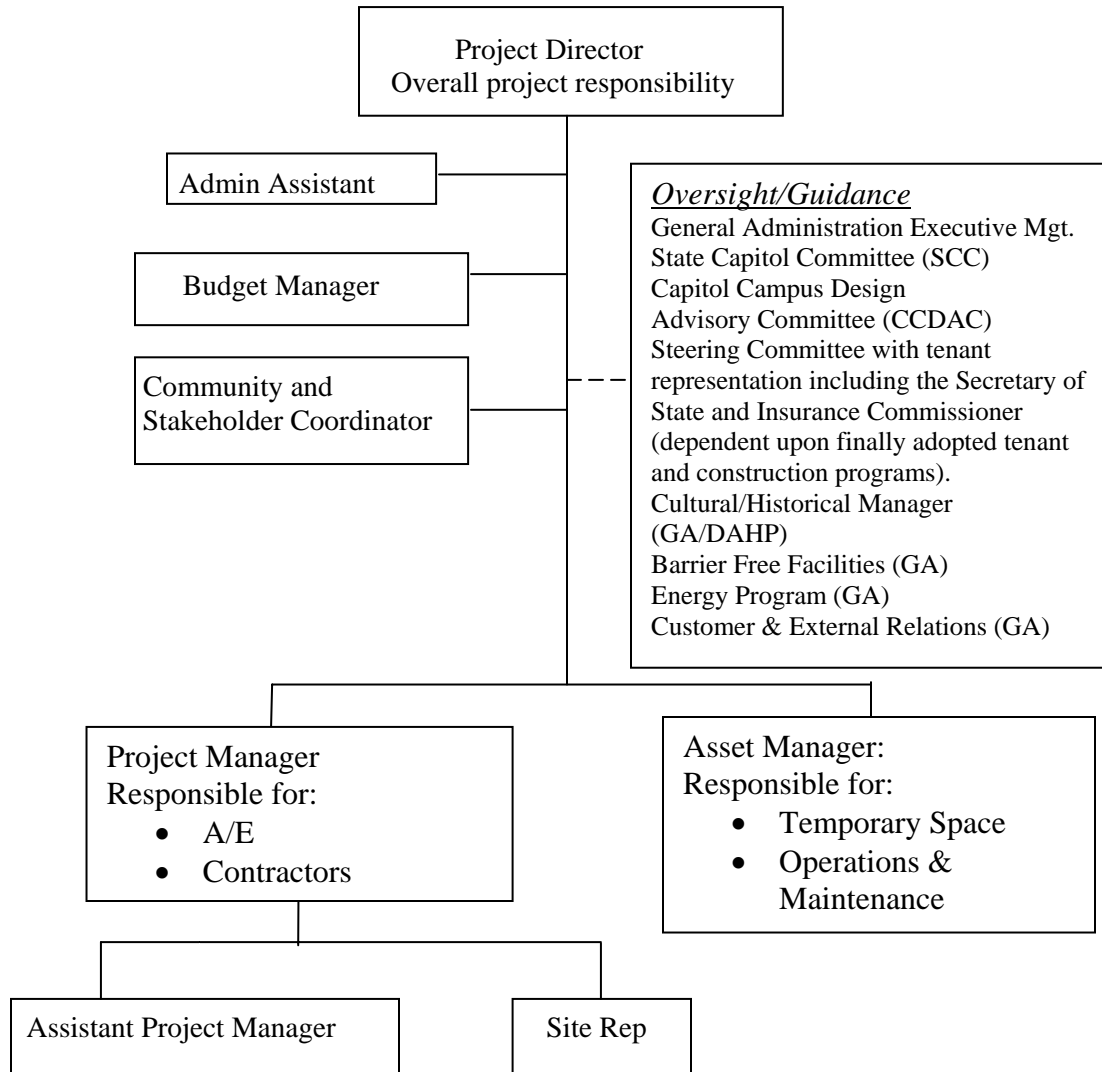 Project Director
Overall project responsibility
Admin Assistant
Budget Manager
Community and
Stakeholder Coordinator
Oversight/Guidance
General Administration Executive Mgt.
State Capitol Committee (SCC)
Capitol Campus Design
Advisory Committee (CCDAC)
Steering Committee with tenant
representation including the Secretary of
State and Insurance Commissioner
(dependent upon finally adopted tenant
and construction programs).
Cultural/Historical Manager
(GA/DAHP)
Barrier Free Facilities (GA)
Energy Program (GA)
Customer & External Relations (GA)
Project Manager
Responsible for:
• A/E
• Contractors
Asset Manager:
Responsible for:
• Temporary Space
• Operations &
Maintenance
Assistant Project Manager
Site Rep